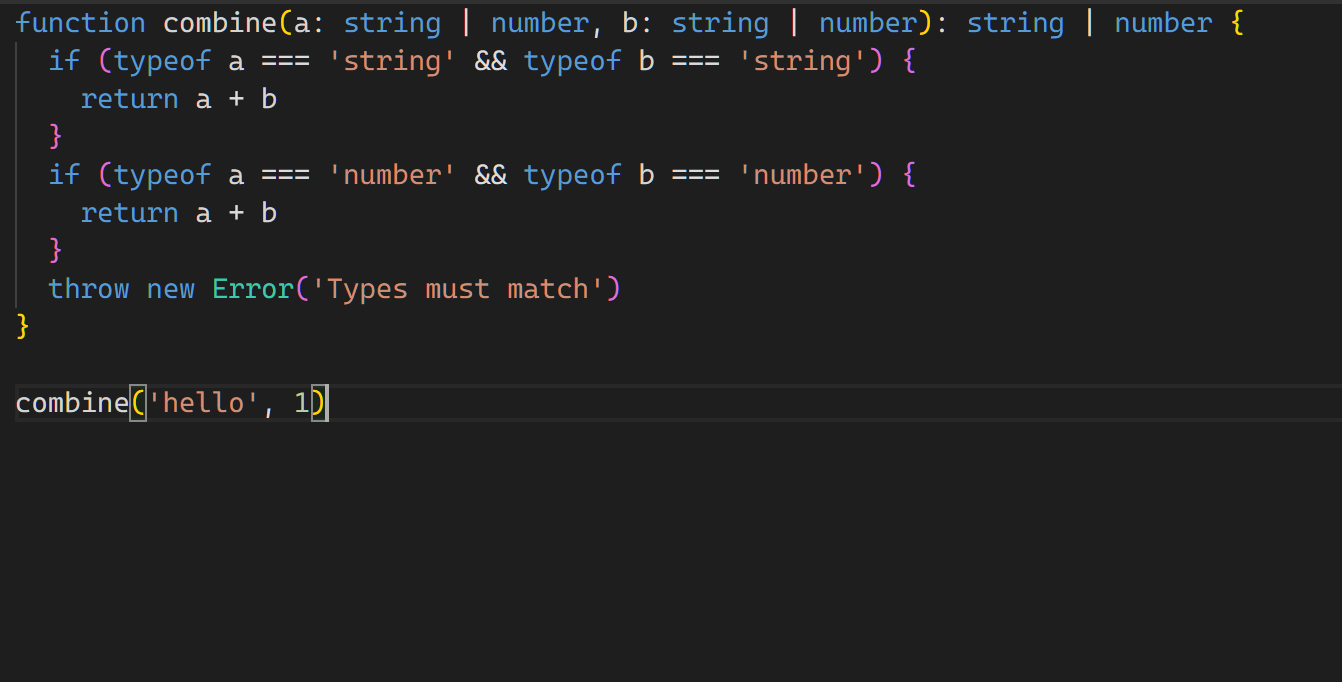 function combine(a: string | number, b: string | number): string | number {
  if (typeof a === 'string' && typeof b === 'string') {
    return a + b
  }
  if (typeof a === 'number' && typeof b === 'number') {
    return a + b
  }
  throw new Error('Types must match')
}

combine('hello', 1)